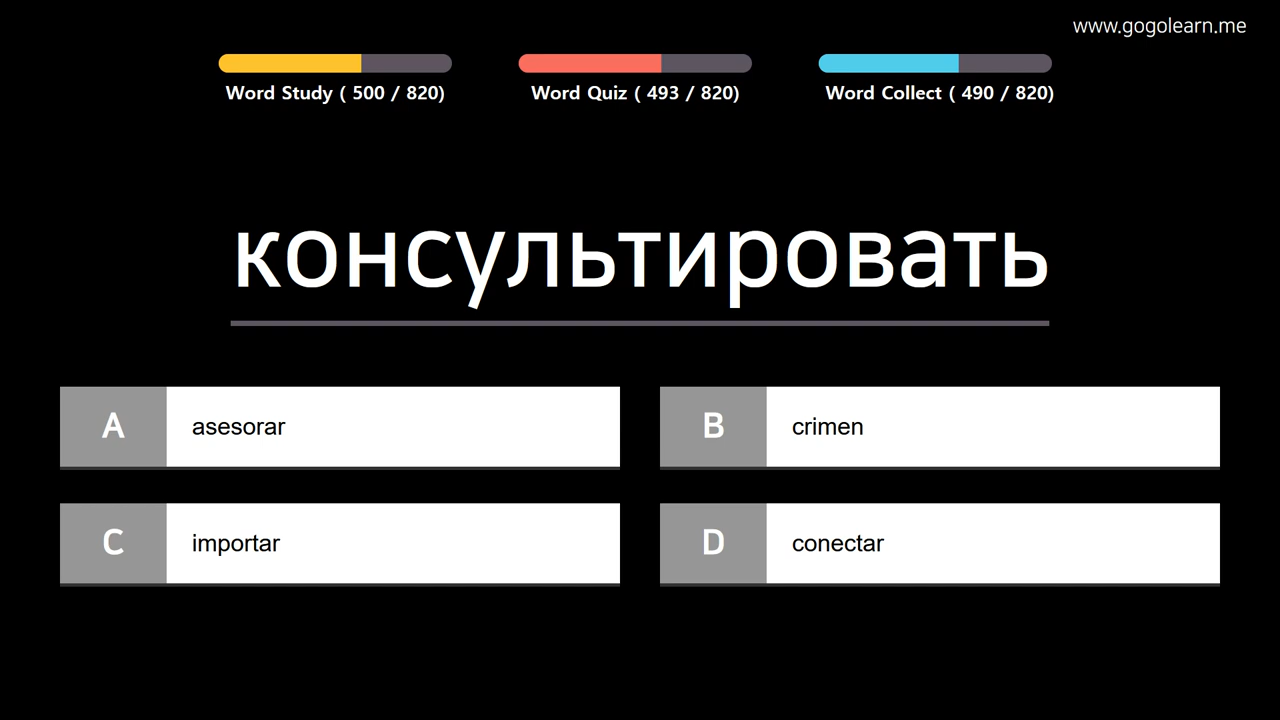 www.gogolearn.me
Word Study ( 500 / 820)
Word Quiz ( 493 / 820)
Word Collect ( 490 / 820)
консультировать
A asesorar
B crimen
C importar
D conectar